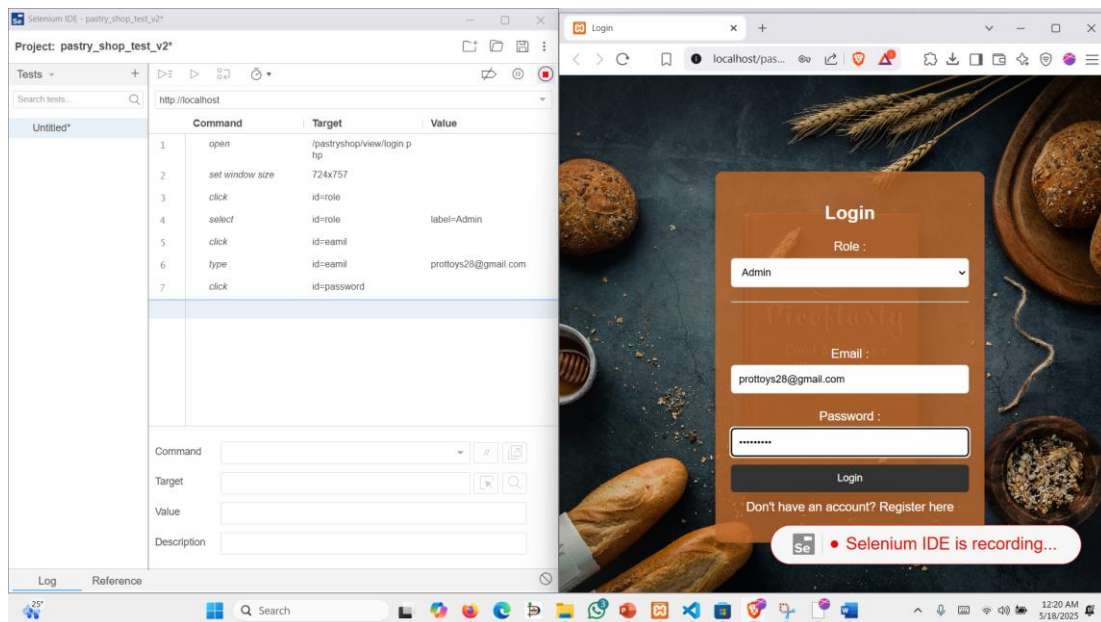 Selenium IDE - pastry_shop_test_v2*
Project: pastry_shop_test_v2*
Tests
Search tests...
Untitled*
http://localhost
Command Target Value
1 open /pastryshop/view/login.p
hp
2 set window size 724x757
3 click id=role
4 select id=role label=Admin
5 click id=eamil
6 type id=eamil prottoys28@gmail.com
7 click id=password
Command
//
Target
Value
Description
Log Reference
Login
localhost/pas...
Login
Role :
Admin
Picoftasty
Email :
prottoys28@gmail.com
Password :
•••••••••
Login
Don't have an account? Register here
Se Selenium IDE is recording...
25°
Search
3
12:20 AM
5/18/2025